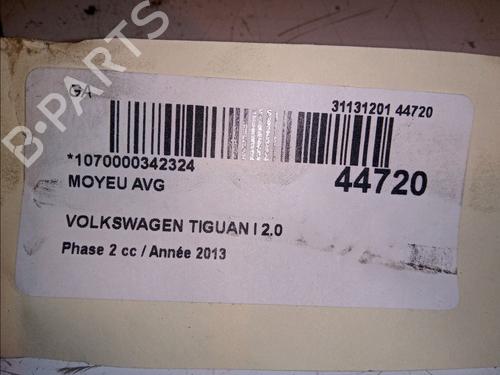 B-PARTS
GA
31131201 44720
*1070000342324
44720
MOYEU AVG
VOLKSWAGEN TIGUAN I 2.0
Phase 2 cc / Année 2013